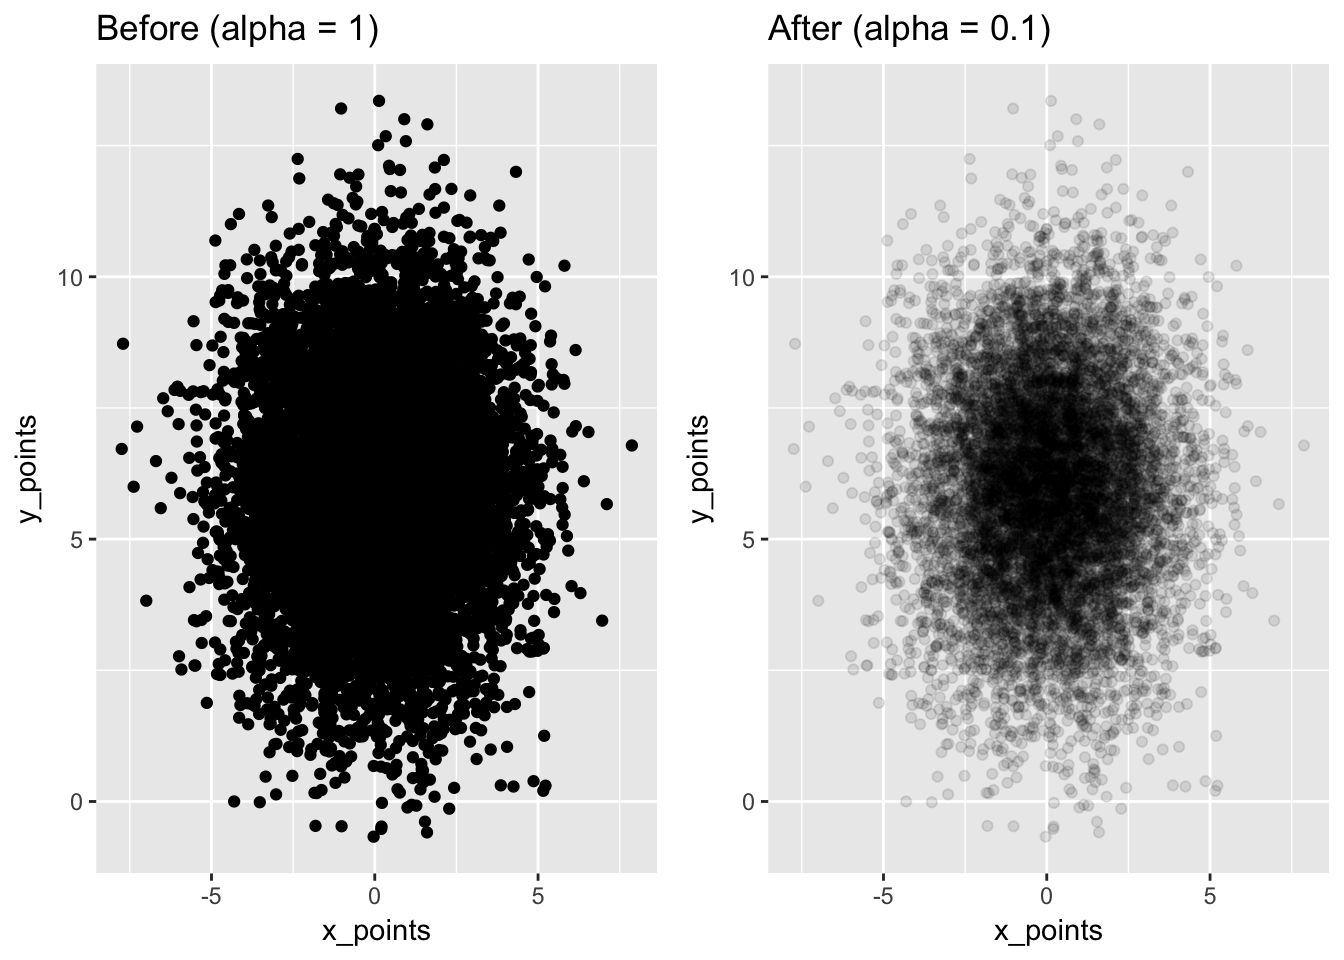 Before (alpha = 1)
y_points
10
5
0
-5
0
5
x_points
After (alpha = 0.1)
y_points
10
5
0
-5
0
5
x_points